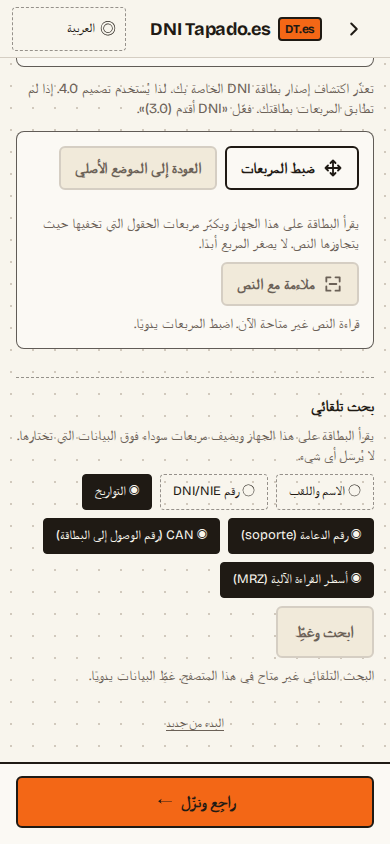 DNI Tapado.es DT.es
العربية
تعذّر اكتشاف إصدار بطاقة DNI الخاصة بك، لذا يُستخدم تصميم 4.0. إذا لم
تطابق المربعات بطاقتك، فعّل «DNI أقدم (3.0)».
ضبط المربعات
العودة إلى الموضع الأصلي
يقرأ البطاقة على هذا الجهاز ويكبّر مربعات الحقول التي تخفيها حيث
يتجاوزها النص. لا يصغر المربع أبدًا.
ملاءمة مع النص
قراءة النص غير متاحة الآن. اضبط المربعات يدويًا.
بحث تلقائي
يقرأ البطاقة على هذا الجهاز ويضيف مربعات سوداء فوق البيانات التي تختارها.
لا يُرسَل أي شيء.
الاسم واللقب
رقم DNI/NIE
التواريخ
رقم الدعامة (soporte)
CAN (رقم الوصول إلى البطاقة)
أسطر القراءة الآلية (MRZ)
ابحث وغطِّ
البحث التلقائي غير متاح في هذا المتصفح. غطِّ البيانات يدويًا.
البدء من جديد
راجع ونزّل ←